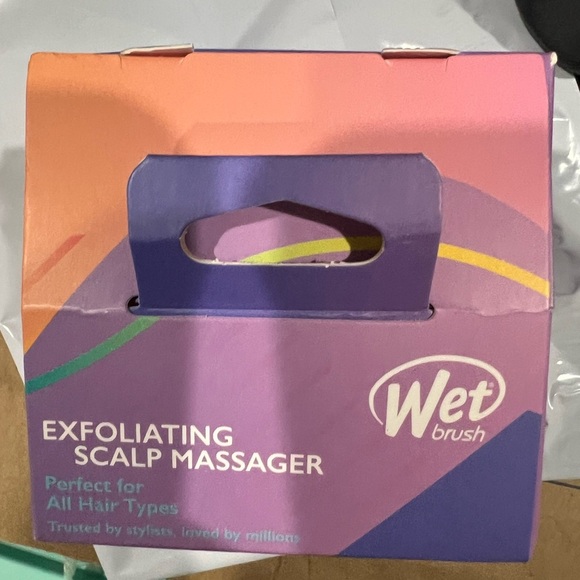 Wet
brush
EXFOLIATING
SCALP MASSAGER
Perfect for
All Hair Types
Trusted by stylists, loved by millions